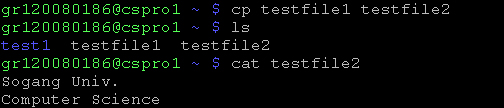 gr120080186@cspro1 ~ $ cp testfile1 testfile2
gr120080186@cspro1 ~ $ ls
test1  testfile1  testfile2
gr120080186@cspro1 ~ $ cat testfile2
Sogang Univ.
Computer Science